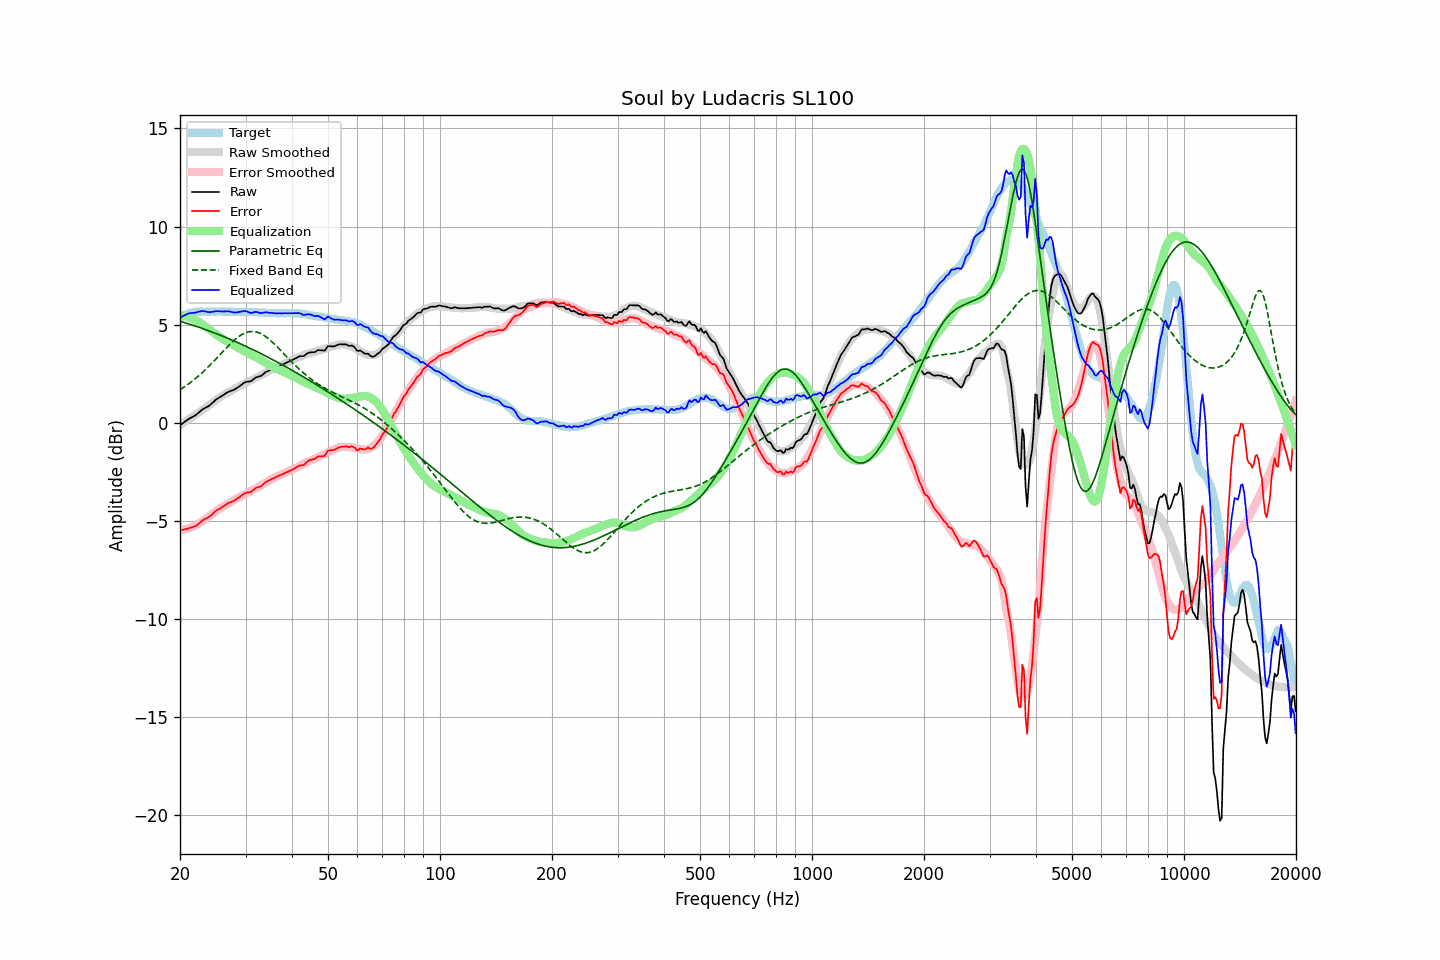 Soul by Ludacris SL100
Target
Raw Smoothed
Error Smoothed
Raw
Error
Equalization
Parametric Eq
Fixed Band Eq
Equalized
Amplitude (dBr)
15
10
5
0
−5
−10
−15
−20
20 50 100 200 500 1000 2000 5000 10000 20000
Frequency (Hz)